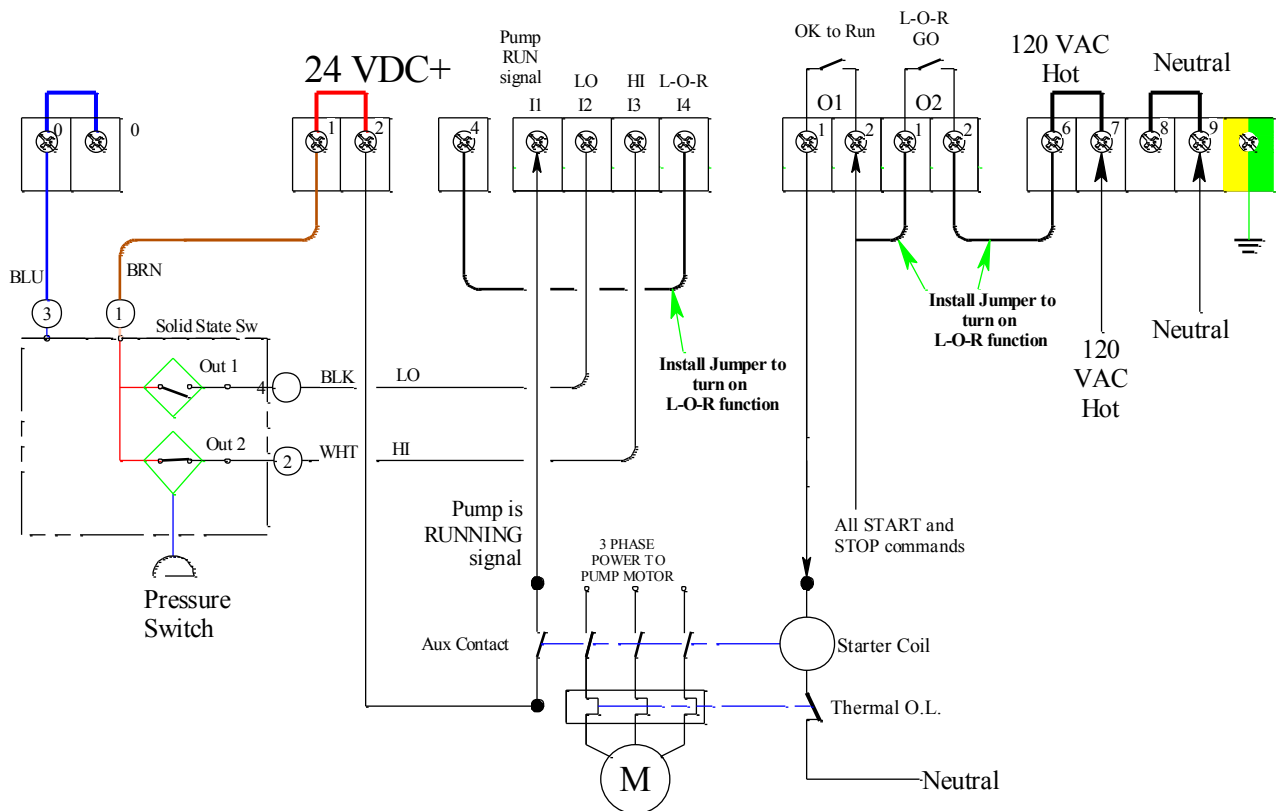 24 VDC+
Pump
RUN
signal
I1
LO
I2
HI
I3
L-O-R
I4
OK to Run
O1
L-O-R
GO
O2
120 VAC
Hot
Neutral
0
0
1
2
4
1
2
1
2
6
7
8
9
BLU
BRN
3
1
Solid State Sw
Out 1
4
BLK
LO
Out 2
2
WHT
HI
Install Jumper to
turn on
L-O-R function
Install Jumper to
turn on
L-O-R function
120
VAC
Hot
Neutral
Pump is
RUNNING
signal
3 PHASE
POWER TO
PUMP MOTOR
All START and
STOP commands
Pressure
Switch
Aux Contact
Starter Coil
Thermal O.L.
M
Neutral